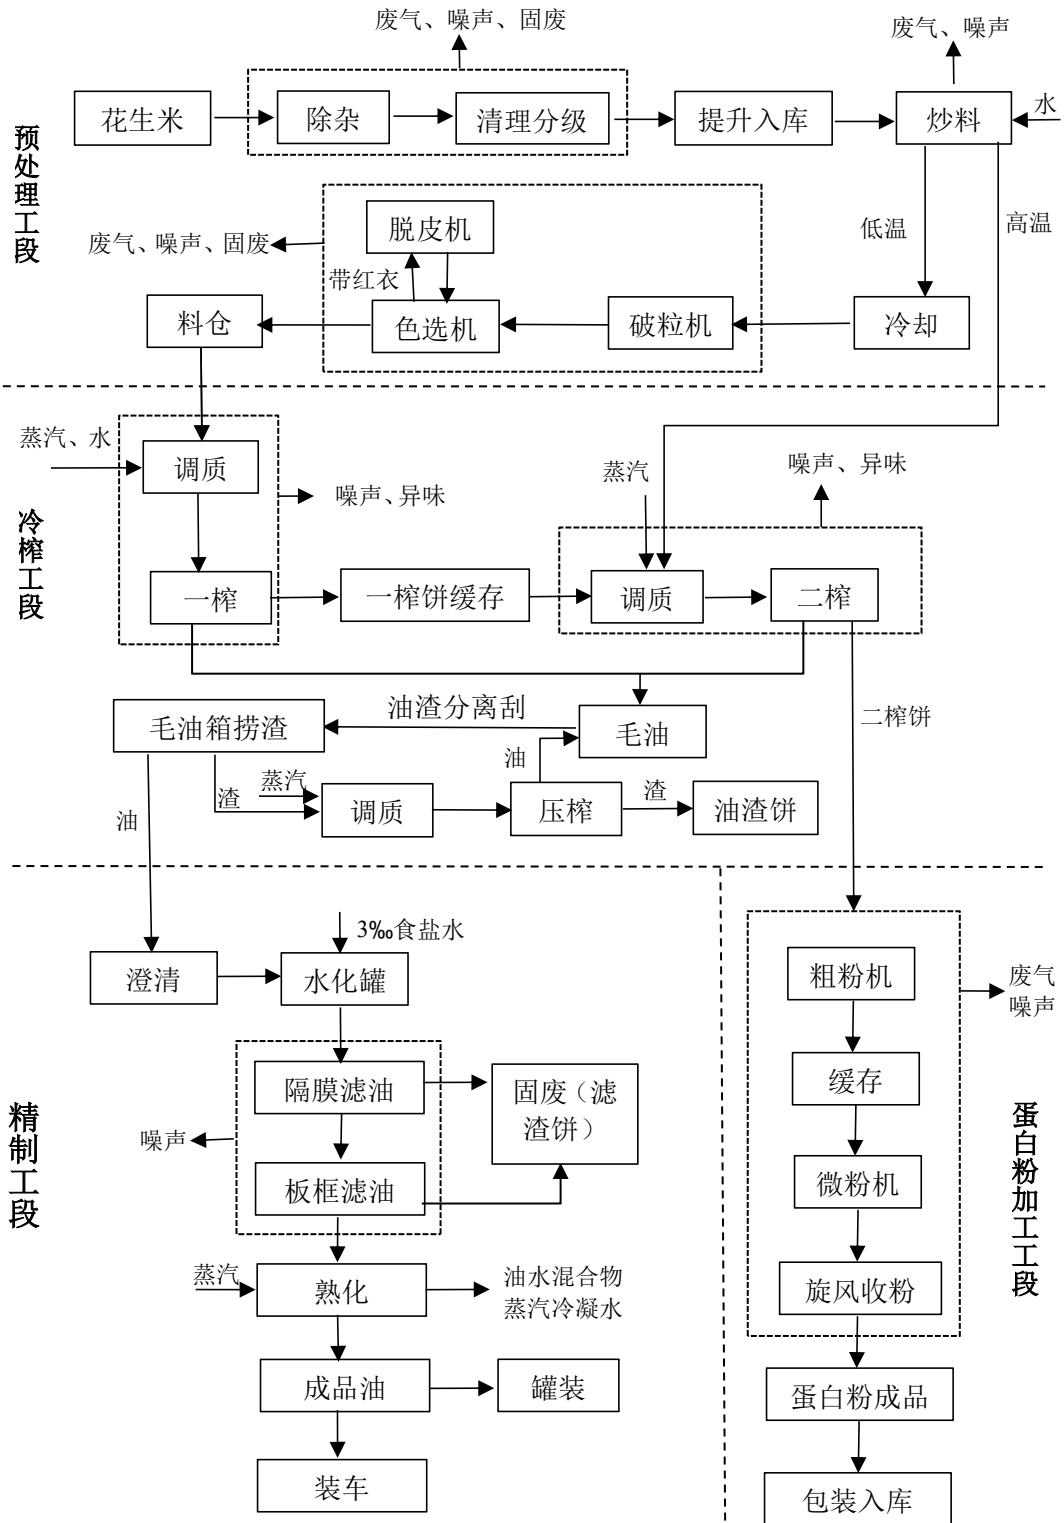 废气、噪声、固废
废气、噪声
花生米
除杂
清理分级
提升入库
炒料
水
预处理工段
低温
高温
脱皮机
废气、噪声、固废
带红衣
料仓
色选机
破粒机
冷却
蒸汽、水
调质
噪声、异味
蒸汽
噪声、异味
冷榨工段
一榨
一榨饼缓存
调质
二榨
毛油箱捞渣
油渣分离刮
毛油
二榨饼
油
渣
蒸汽
调质
油
压榨
渣
油渣饼
3‰食盐水
澄清
水化罐
粗粉机
废气
噪声
隔膜滤油
固废（滤
渣饼）
缓存
精制工段
噪声
板框滤油
微粉机
蛋白粉加工工段
蒸汽
熟化
油水混合物
蒸汽冷凝水
旋风收粉
成品油
罐装
蛋白粉成品
装车
包装入库